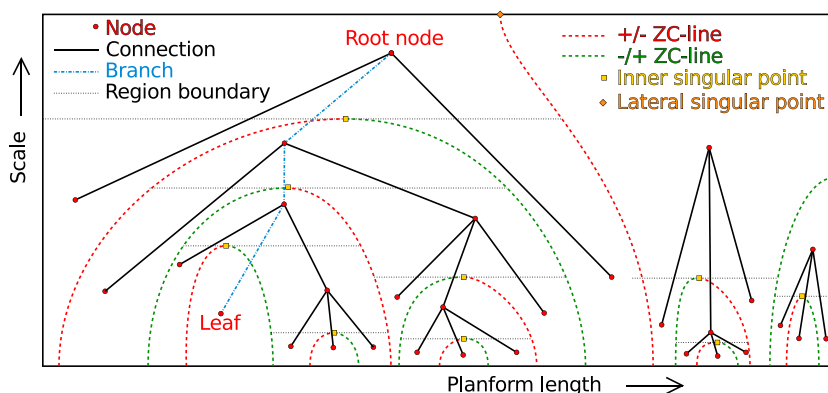 Node
Connection
Branch
Region boundary
Root node
+/- ZC-line
-/+ ZC-line
Inner singular point
Lateral singular point
Scale
Leaf
Planform length